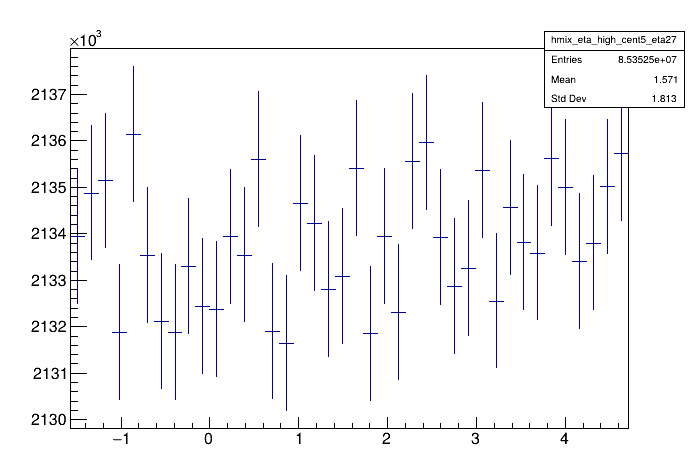 ×10³
hmix_eta_high_cent5_eta27
Entries 8.53525e+07
Mean 1.571
Std Dev 1.813
2137
2136
2135
2134
2133
2132
2131
2130
−1 0 1 2 3 4